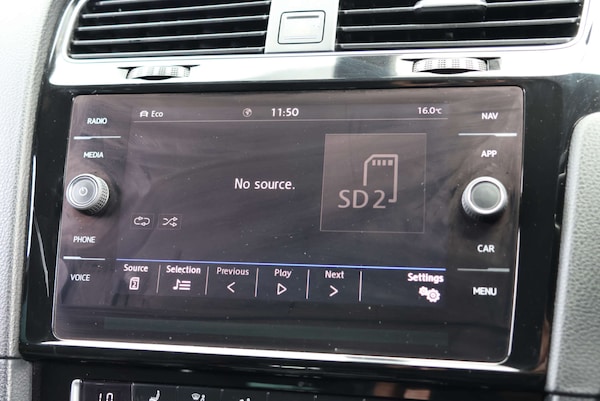 RADIO
MEDIA
PHONE
VOICE
Eco
11:50
16.0°C
No source.
SD2
Source
Selection
Previous
Play
Next
Settings
2
NAV
APP
CAR
MENU